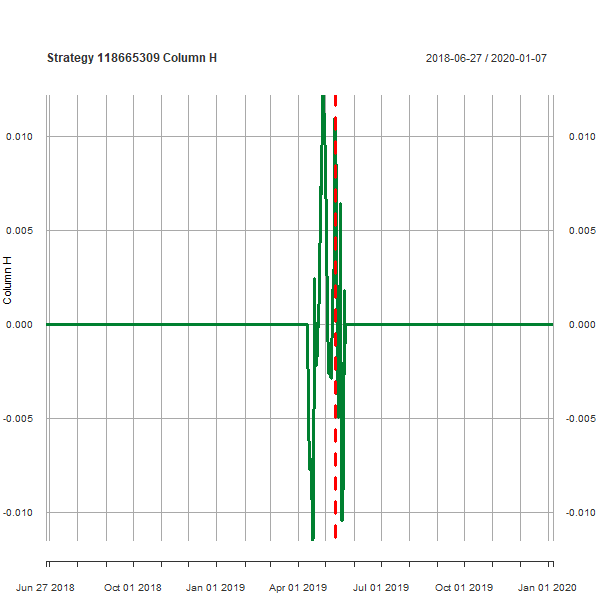 Strategy 118665309 Column H
2018-06-27 / 2020-01-07
0.010
0.005
0.000
-0.005
-0.010
Column H
0.010
0.005
0.000
-0.005
-0.010
Jun 27 2018
Oct 01 2018
Jan 01 2019
Apr 01 2019
Jul 01 2019
Oct 01 2019
Jan 01 2020